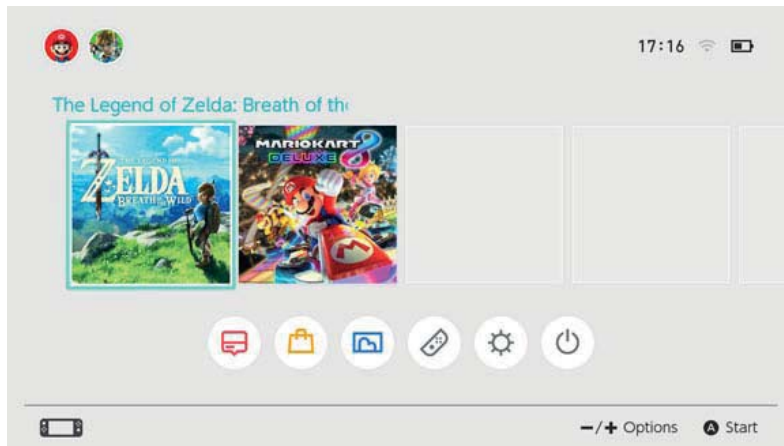 17:16
The Legend of Zelda: Breath of th
THE LEGEND OF
ZELDA
BREATH OF THE WILD
MARIOKART
8
DELUXE
−/+ Options A Start